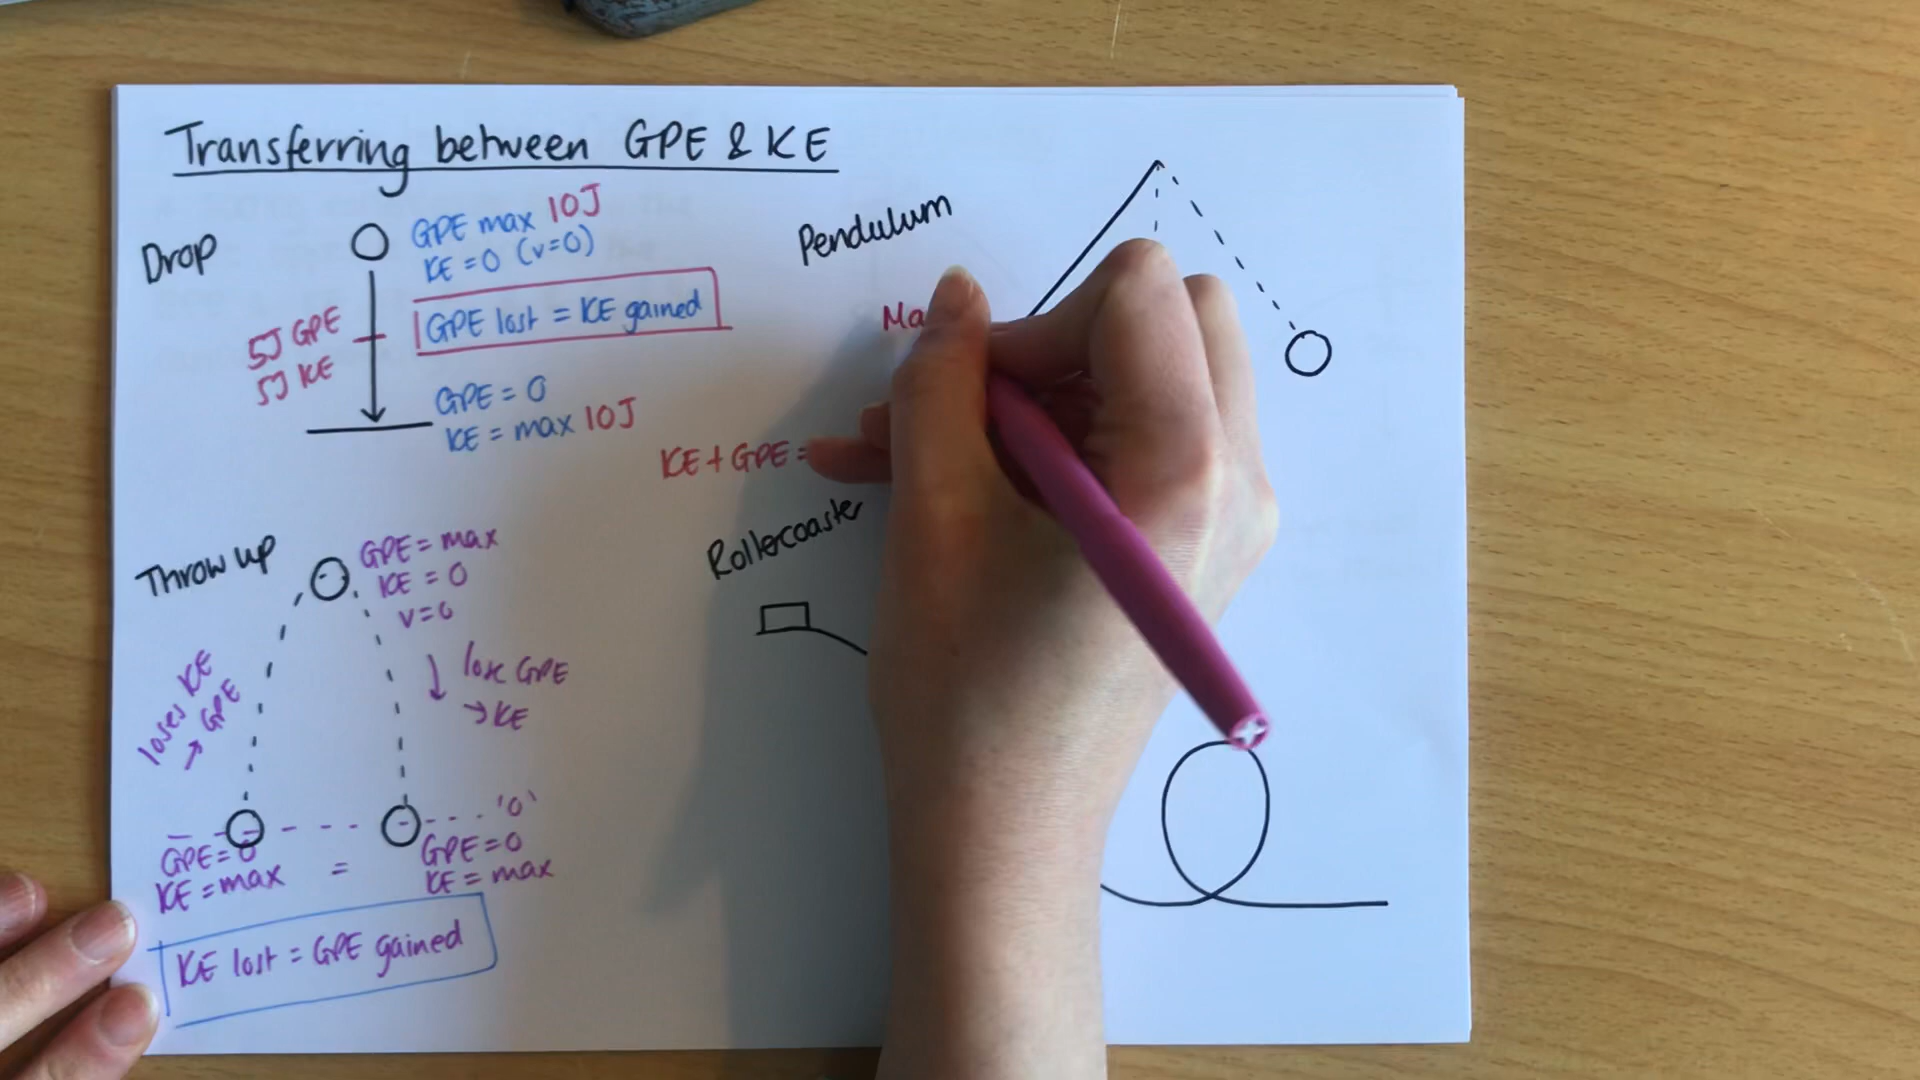 Transferring between GPE & KE
Drop
GPE max 10J
KE = 0 (v=0)
GPE lost = KE gained
5J GPE
5J KE
GPE = 0
KE = max 10J
Throw up
GPE = max
KE = 0
v=0
loses KE
→ GPE
↓ lose GPE
→ KE
'0'
GPE = 0
KE = max
=
GPE = 0
KE = max
KE lost = GPE gained
Pendulum
Ma
KE + GPE =
Rollercoaster